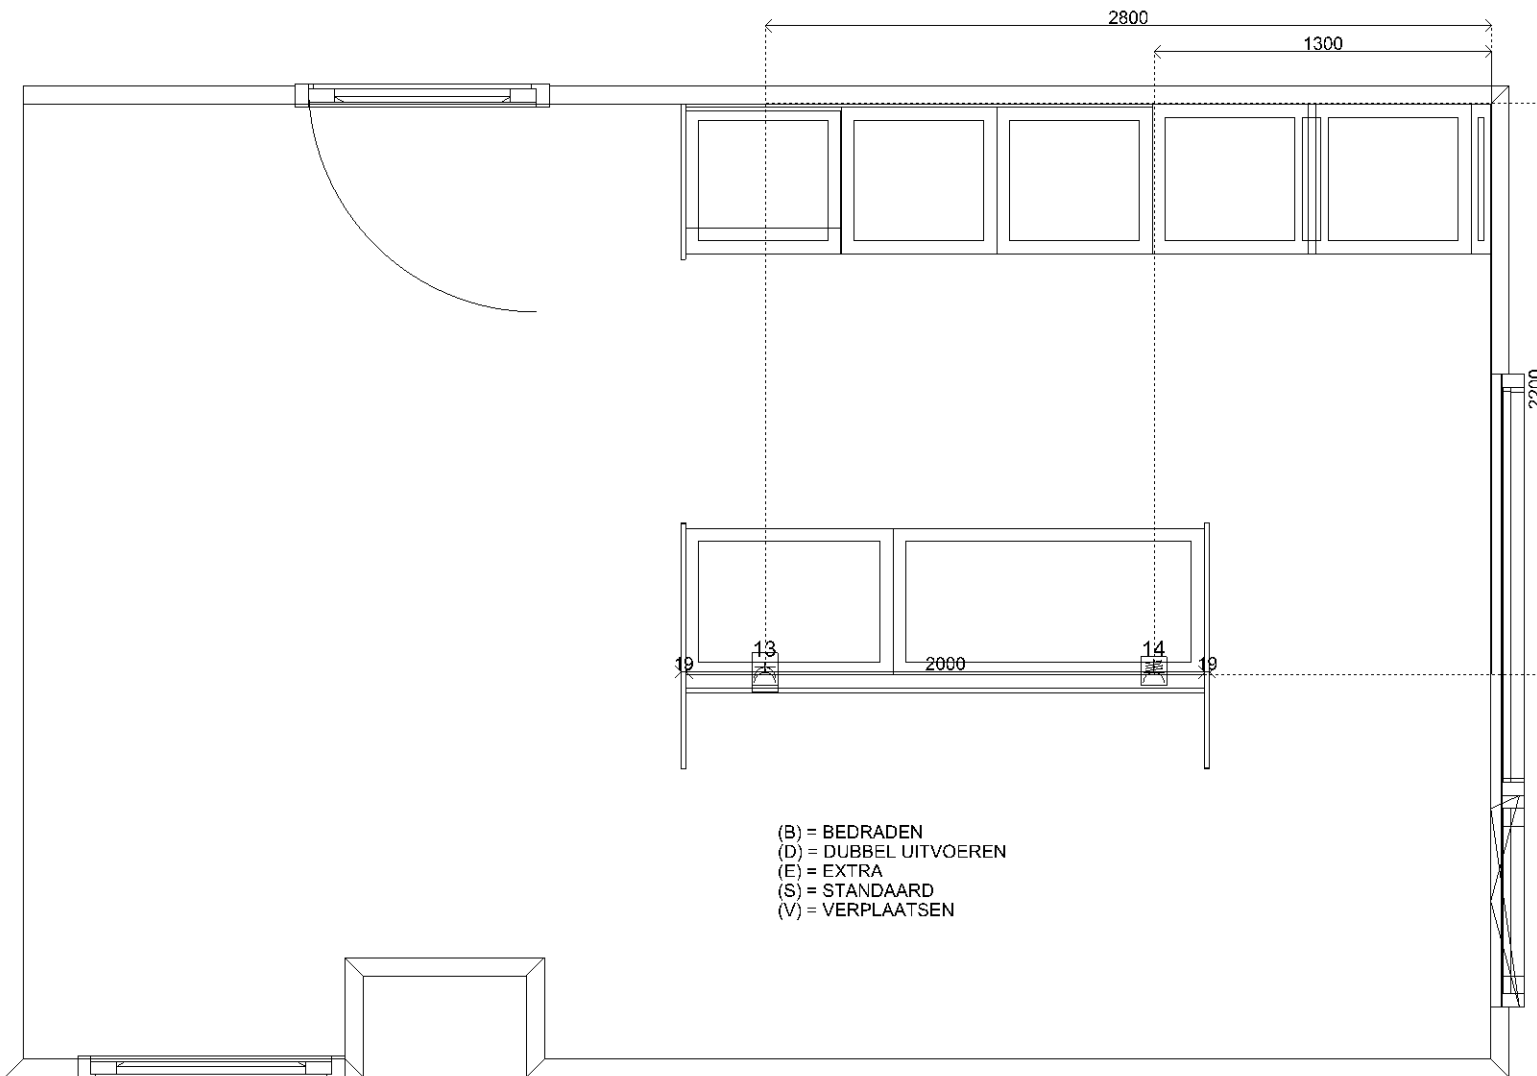 2800
1300
2200
13
14
19
2000
19
(B) = BEDRADEN
(D) = DUBBEL UITVOEREN
(E) = EXTRA
(S) = STANDAARD
(V) = VERPLAATSEN